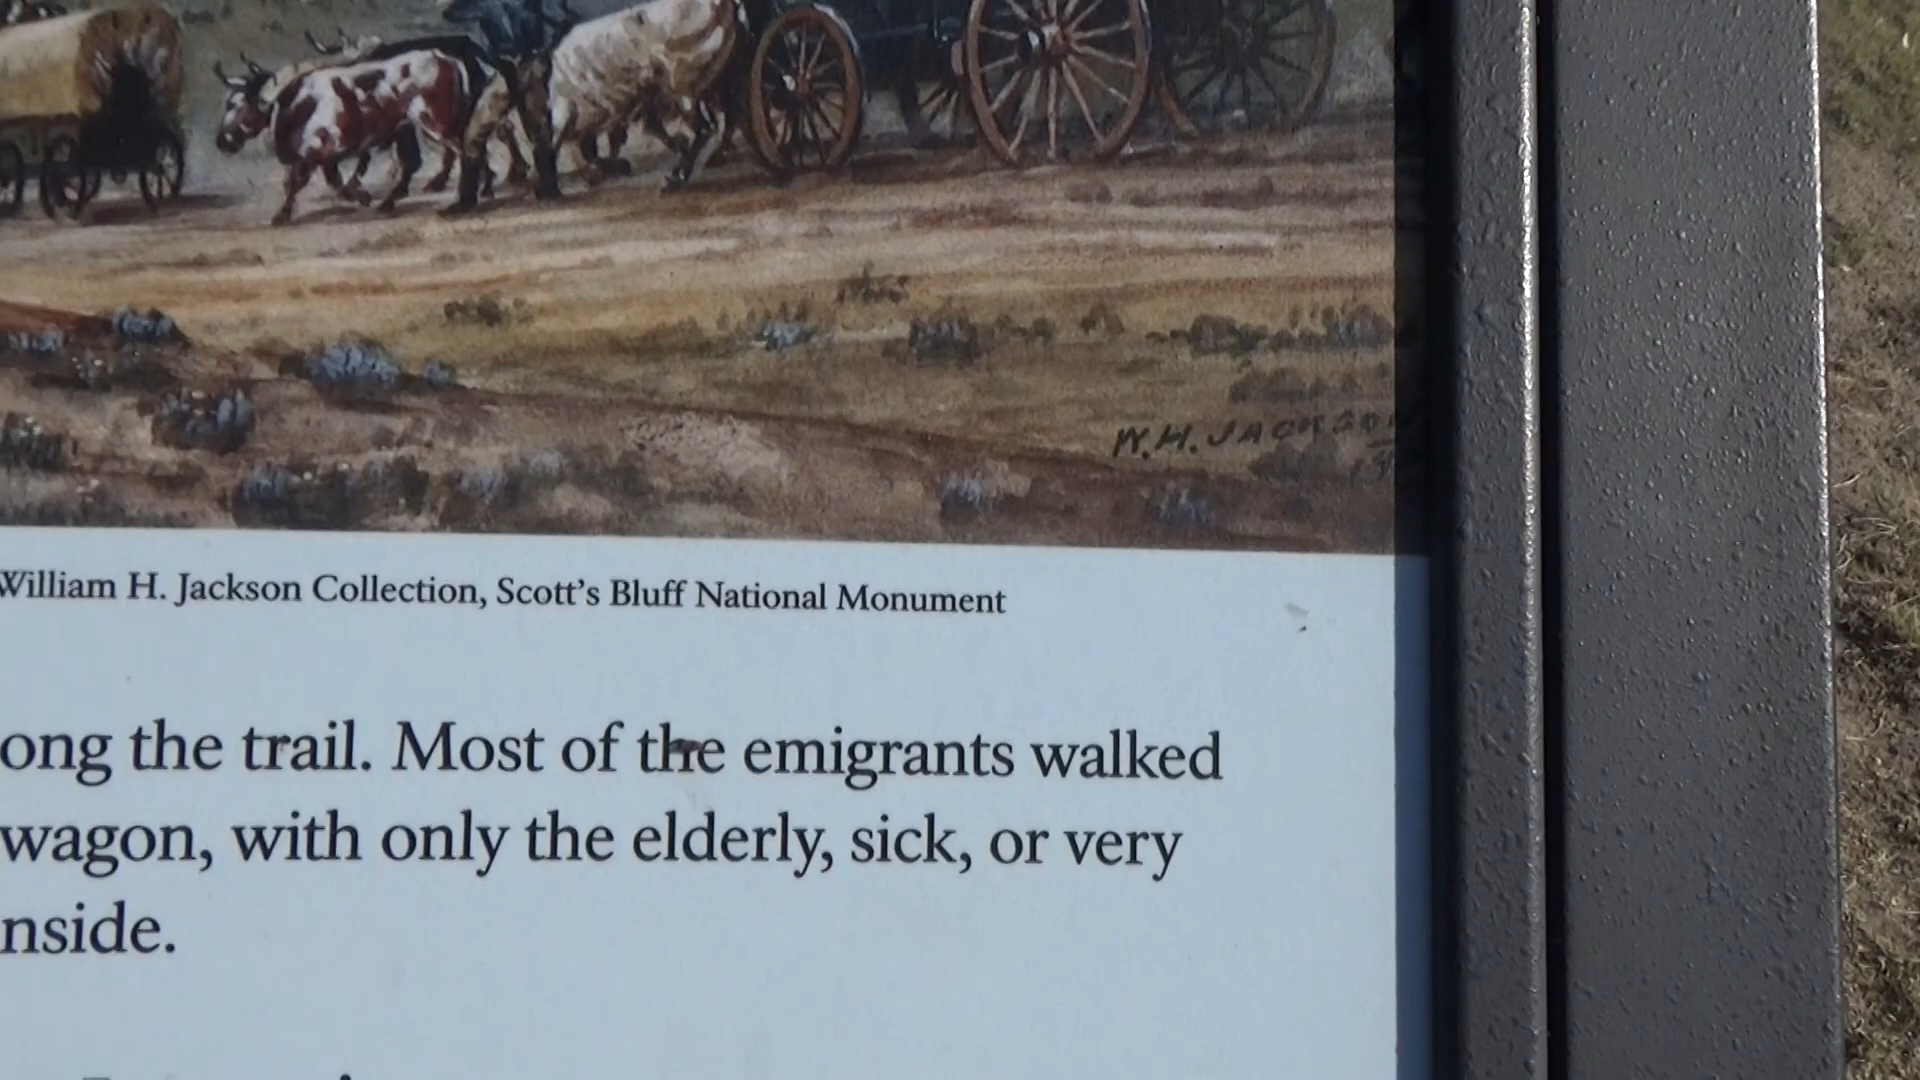 W.H. JACKSON
William H. Jackson Collection, Scott's Bluff National Monument
ong the trail. Most of the emigrants walked
wagon, with only the elderly, sick, or very
nside.